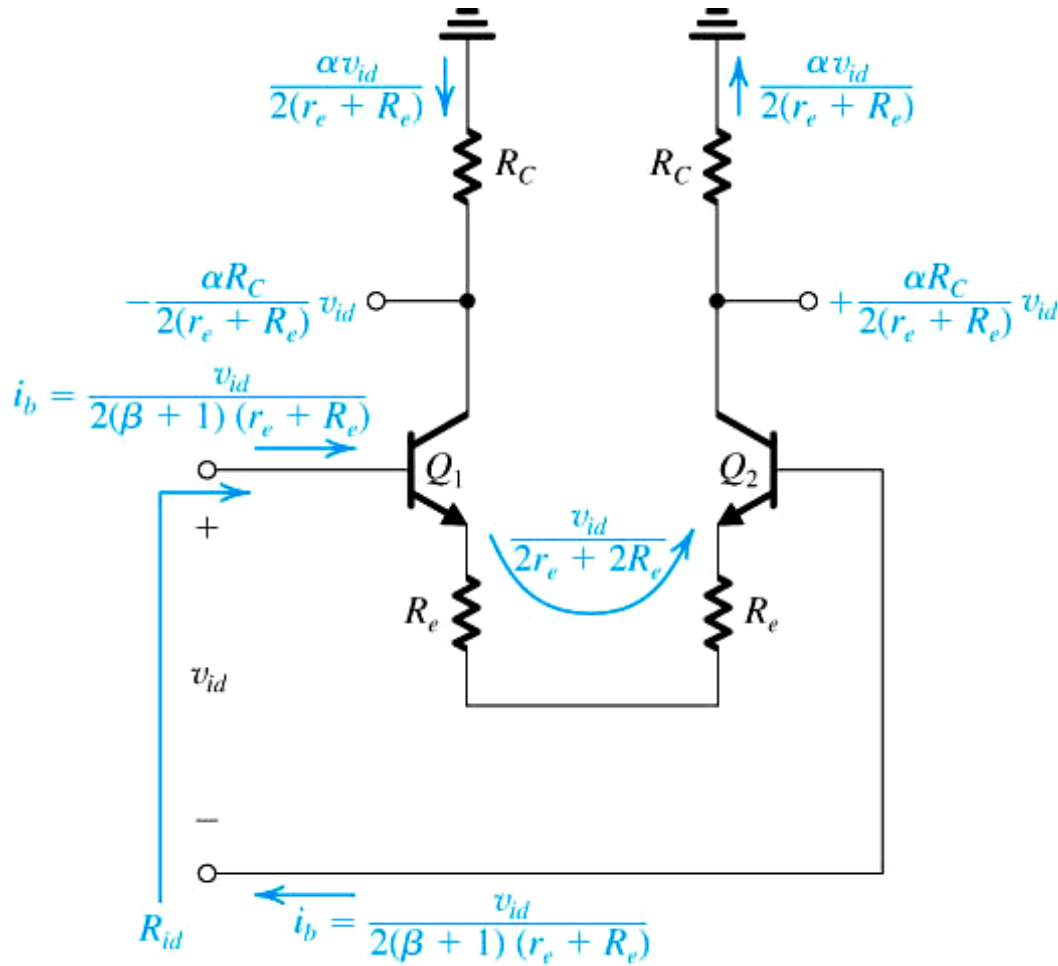 αv_id / 2(r_e + R_e)
αv_id / 2(r_e + R_e)
R_C
R_C
−αR_C / 2(r_e + R_e) v_id
+αR_C / 2(r_e + R_e) v_id
i_b = v_id / 2(β + 1) (r_e + R_e)
Q_1
Q_2
+
v_id / 2r_e + 2R_e
R_e
R_e
v_id
−
R_id
i_b = v_id / 2(β + 1) (r_e + R_e)